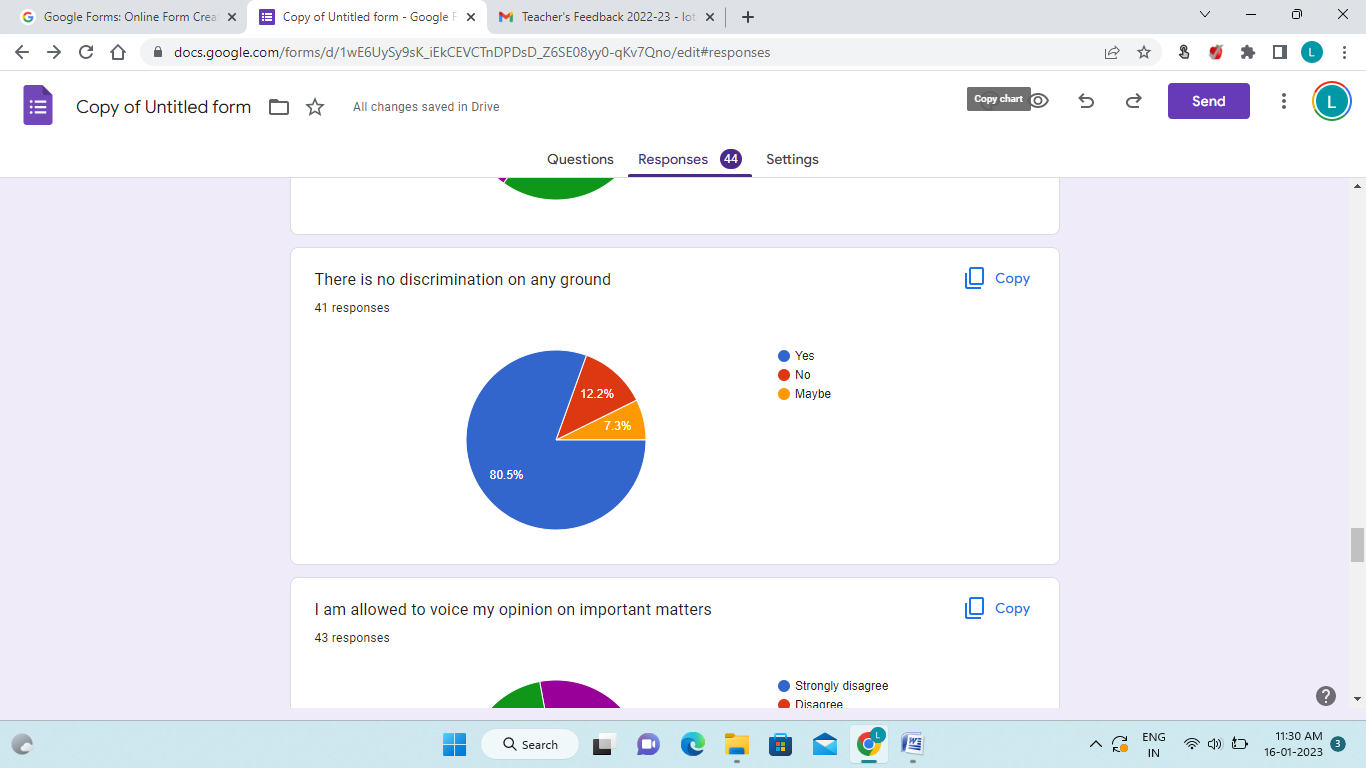 Google Forms: Online Form Crea
Copy of Untitled form - Google F
Teacher's Feedback 2022-23 - lot
docs.google.com/forms/d/1wE6UySy9sK_iEkCEVCTnDPDsD_Z6SE08yy0-qKv7Qno/edit#responses
L
Copy of Untitled form
All changes saved in Drive
Copy chart
Send
L
Questions
Responses 44
Settings
There is no discrimination on any ground
Copy
41 responses
Yes
No
Maybe
12.2%
7.3%
80.5%
I am allowed to voice my opinion on important matters
Copy
43 responses
Strongly disagree
Disagree
Search
L
ENG
IN
11:30 AM
16-01-2023
3